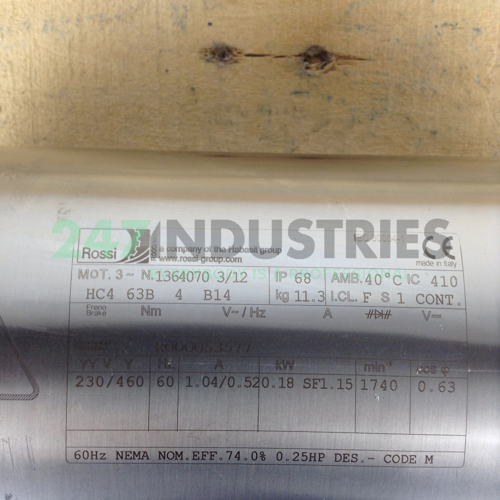 247 INDUSTRIES
Rossi
a company of the Habasit group
www.rossi-group.com
CE
made in Italy
MOT. 3~ N. 1364070 3/12 IP 68 AMB. 40°C IC 410
HC4 63B 4 B14 kg 11.3 I.CL. F S 1 CONT.
Freno
Brake Nm V~/Hz A V=
R000053577
YY V Y Hz A kW min⁻¹ cos φ
230/460 60 1.04/0.52 0.18 SF1.15 1740 0.63
60Hz NEMA NOM.EFF.74.0% 0.25HP DES.- CODE M